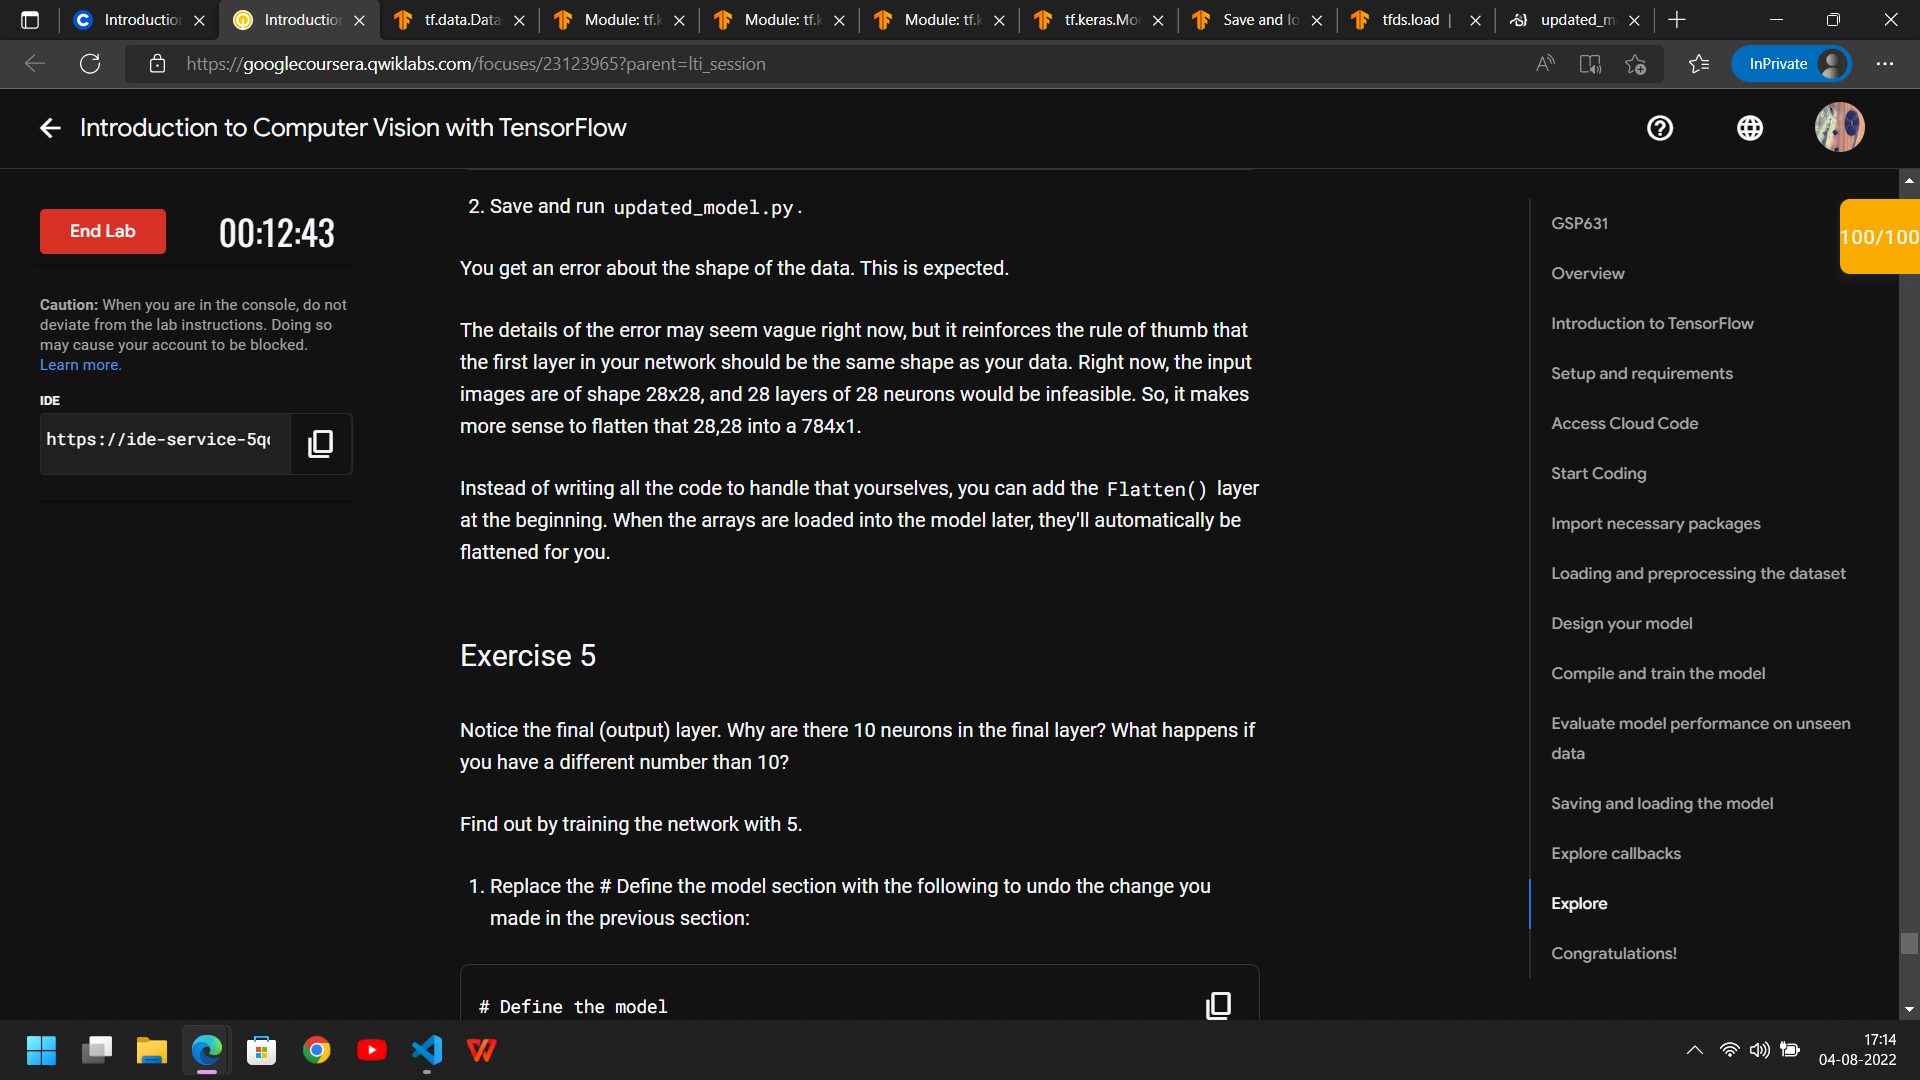 Introduction
Introduction
tf.data.Data
Module: tf.k
Module: tf.k
Module: tf.k
tf.keras.Mo
Save and lo
tfds.load |
updated_m
https://googlecoursera.qwiklabs.com/focuses/23123965?parent=lti_session
InPrivate
Introduction to Computer Vision with TensorFlow
End Lab
00:12:43
Caution: When you are in the console, do not
deviate from the lab instructions. Doing so
may cause your account to be blocked.
Learn more.
IDE
https://ide-service-5q
2. Save and run updated_model.py.
You get an error about the shape of the data. This is expected.
The details of the error may seem vague right now, but it reinforces the rule of thumb that
the first layer in your network should be the same shape as your data. Right now, the input
images are of shape 28x28, and 28 layers of 28 neurons would be infeasible. So, it makes
more sense to flatten that 28,28 into a 784x1.
Instead of writing all the code to handle that yourselves, you can add the Flatten() layer
at the beginning. When the arrays are loaded into the model later, they'll automatically be
flattened for you.
Exercise 5
Notice the final (output) layer. Why are there 10 neurons in the final layer? What happens if
you have a different number than 10?
Find out by training the network with 5.
1. Replace the # Define the model section with the following to undo the change you
made in the previous section:
# Define the model
GSP631
Overview
Introduction to TensorFlow
Setup and requirements
Access Cloud Code
Start Coding
Import necessary packages
Loading and preprocessing the dataset
Design your model
Compile and train the model
Evaluate model performance on unseen
data
Saving and loading the model
Explore callbacks
Explore
Congratulations!
100/100
17:14
04-08-2022